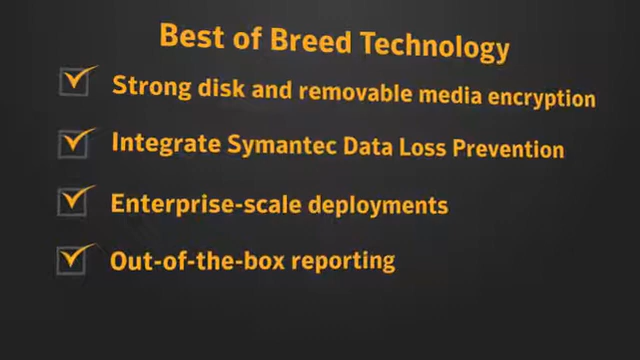 Best of Breed Technology
Strong disk and removable media encryption
Integrate Symantec Data Loss Prevention
Enterprise-scale deployments
Out-of-the-box reporting